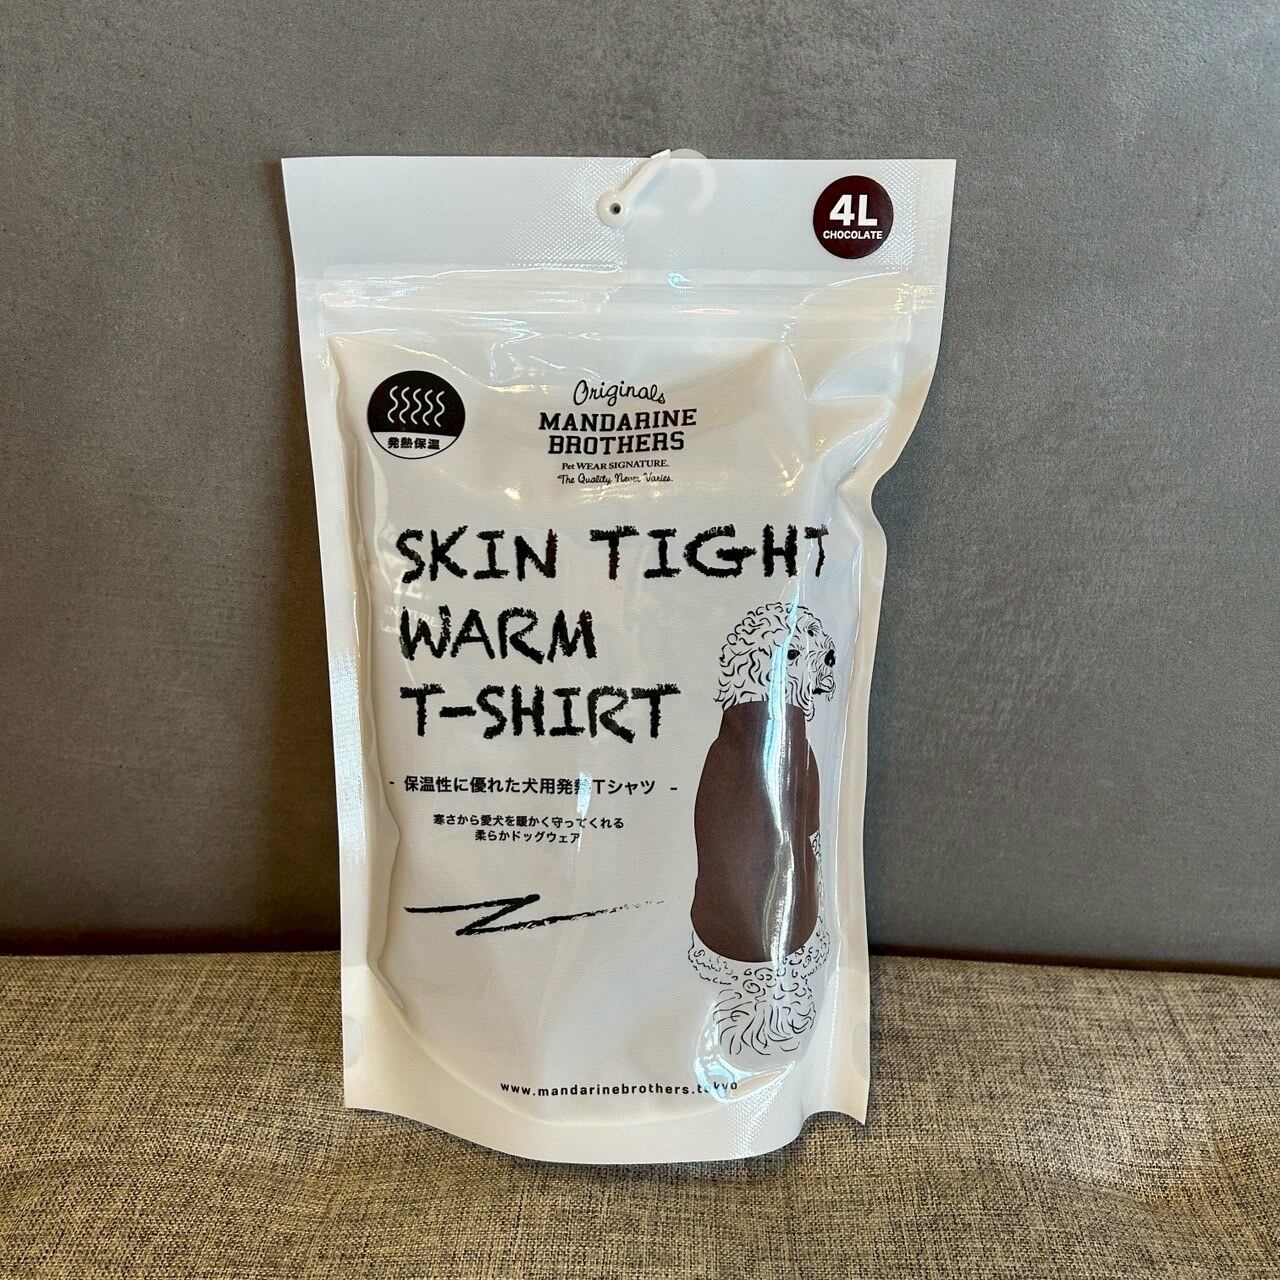 4L
CHOCOLATE
発熱保温
Originals
MANDARINE
BROTHERS
Pet WEAR SIGNATURE.
"The Quality Never Varies.
SKIN TIGHT
WARM
T-SHIRT
- 保温性に優れた犬用発熱Tシャツ -
寒さから愛犬を暖かく守ってくれる
柔らかドッグウェア
www.mandarinebrothers.tokyo